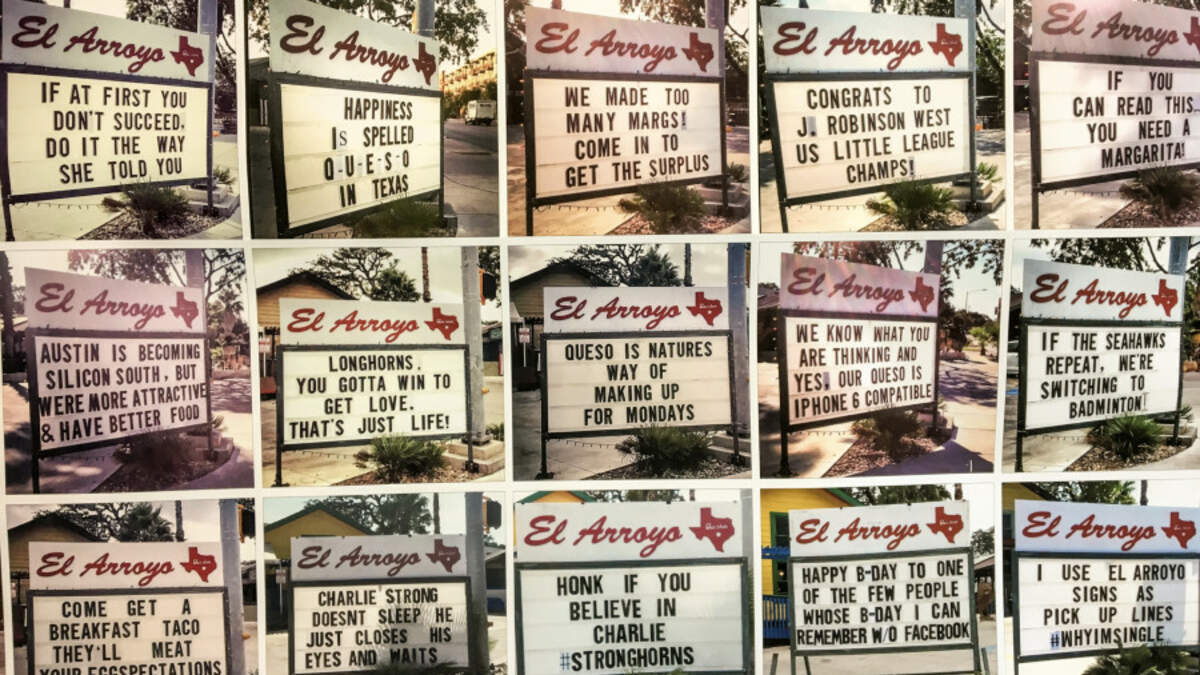 El Arroyo
IF AT FIRST YOU
DON'T SUCCEED,
DO IT THE WAY
SHE TOLD YOU
El Arroyo
HAPPINESS
IS SPELLED
Q-U-E-S-O
IN TEXAS
El Arroyo
WE MADE TOO
MANY MARGS!
COME IN TO
GET THE SURPLUS
El Arroyo
CONGRATS TO
J. ROBINSON WEST
US LITTLE LEAGUE
CHAMPS!
El Arroyo
IF YOU
CAN READ THIS
YOU NEED A
MARGARITA!
El Arroyo
AUSTIN IS BECOMING
SILICON SOUTH, BUT
WERE MORE ATTRACTIVE
& HAVE BETTER FOOD
El Arroyo
LONGHORNS,
YOU GOTTA WIN TO
GET LOVE.
THAT'S JUST LIFE!
El Arroyo
QUESO IS NATURES
WAY OF
MAKING UP
FOR MONDAYS
El Arroyo
WE KNOW WHAT YOU
ARE THINKING AND
YES, OUR QUESO IS
IPHONE 6 COMPATIBLE
El Arroyo
IF THE SEAHAWKS
REPEAT, WE'RE
SWITCHING TO
BADMINTON!
El Arroyo
COME GET A
BREAKFAST TACO
THEY'LL MEAT
YOUR EGGSPECTATIONS
El Arroyo
CHARLIE STRONG
DOESNT SLEEP HE
JUST CLOSES HIS
EYES AND WAITS
El Arroyo
HONK IF YOU
BELIEVE IN
CHARLIE
#STRONGHORNS
El Arroyo
HAPPY B-DAY TO ONE
OF THE FEW PEOPLE
WHOSE B-DAY I CAN
REMEMBER W/O FACEBOOK
El Arroyo
I USE EL ARROYO
SIGNS AS
PICK UP LINES
#WHYIMSINGLE